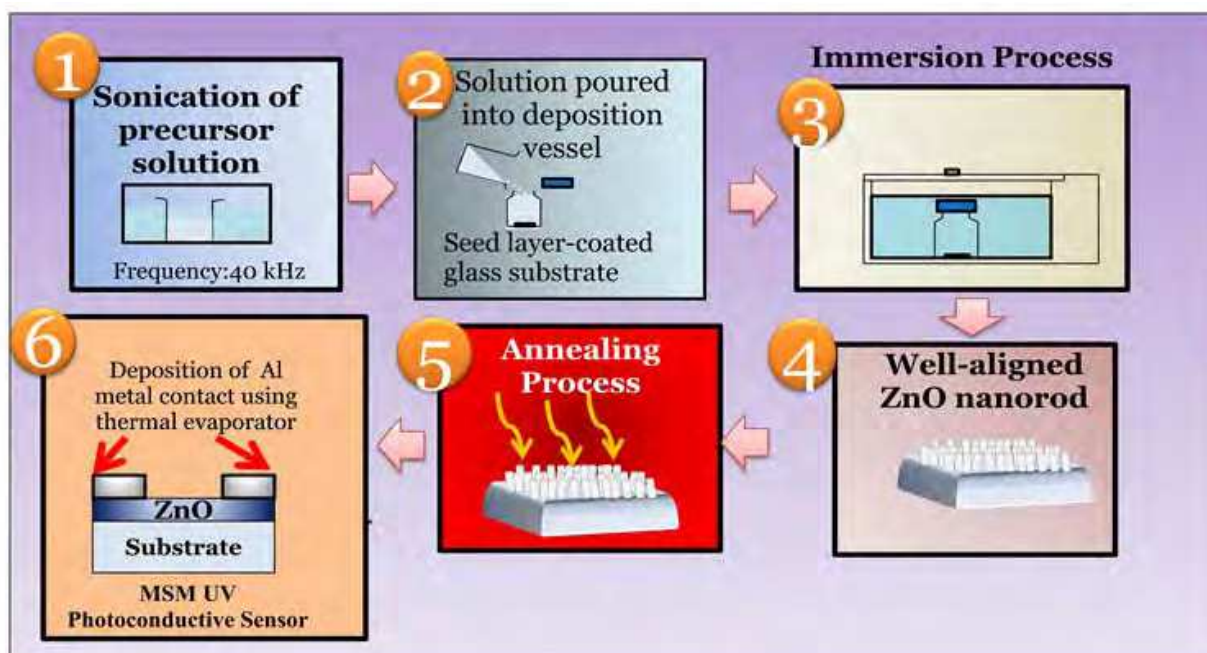 1
Sonication of
precursor
solution
Frequency:40 kHz
2
Solution poured
into deposition
vessel
Seed layer-coated
glass substrate
Immersion Process
3
4
Well-aligned
ZnO nanorod
5
Annealing
Process
6
Deposition of Al
metal contact using
thermal evaporator
ZnO
Substrate
MSM UV
Photoconductive Sensor